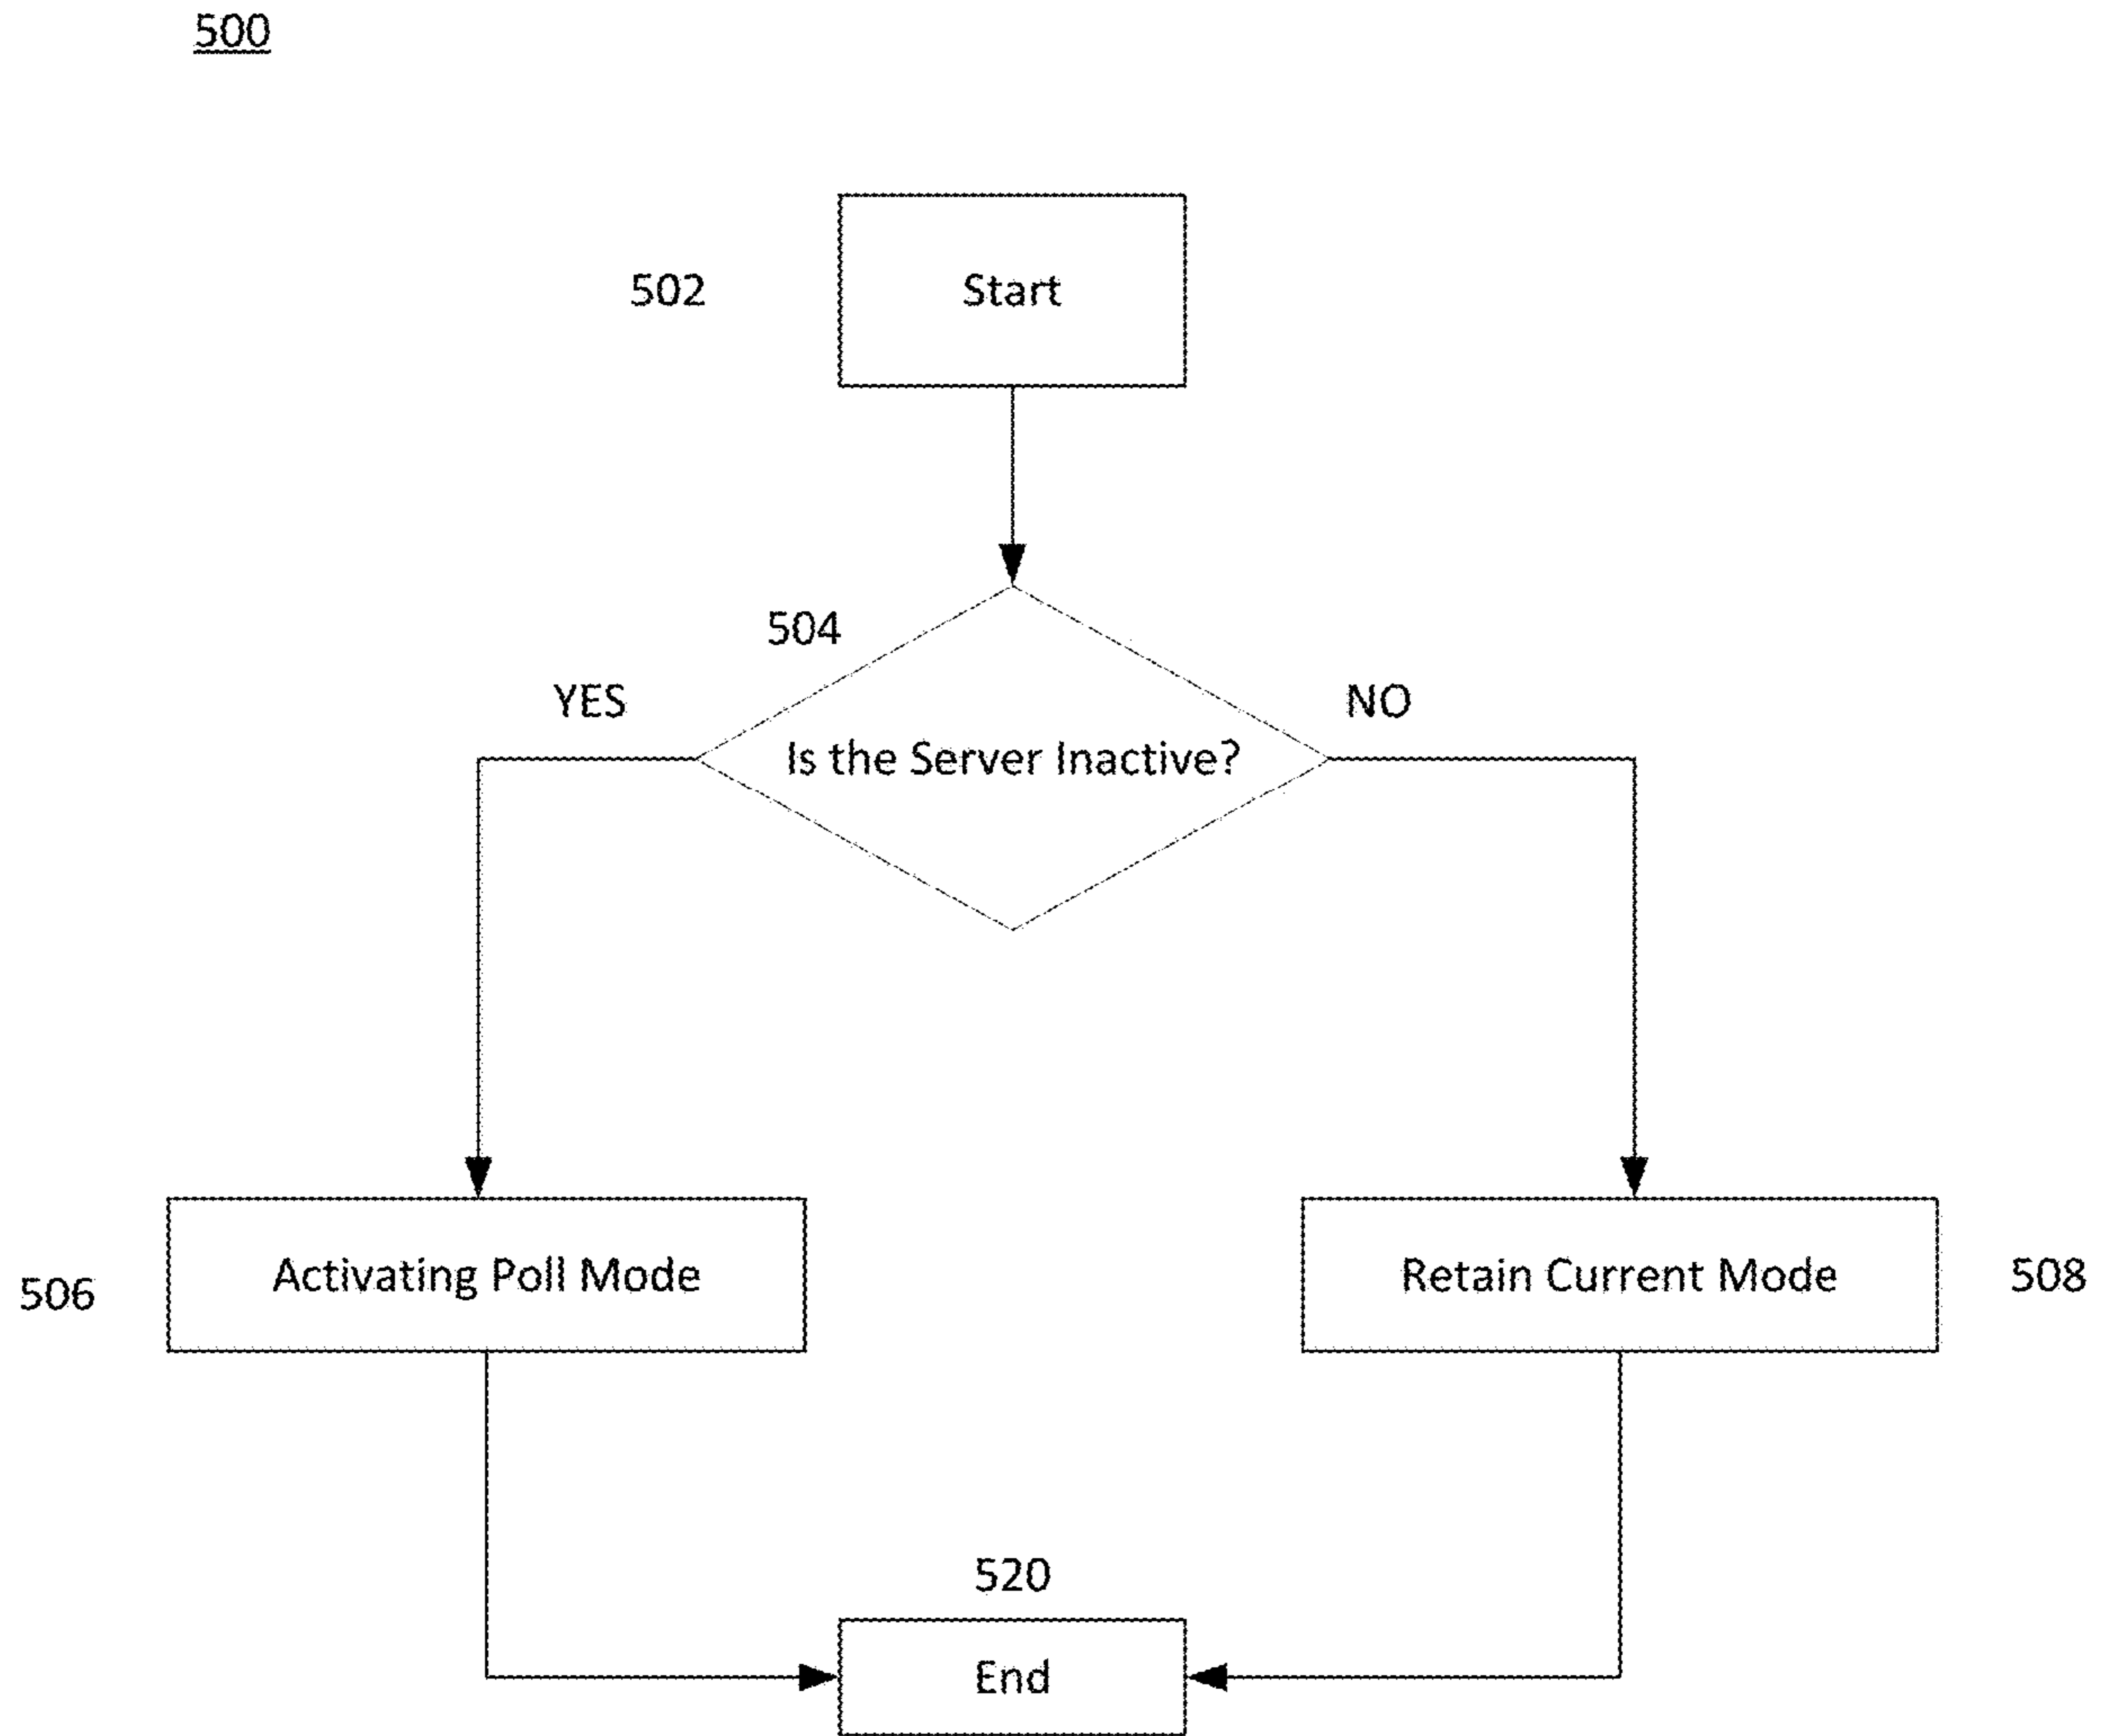 500
502
Start
504
YES
NO
Is the Server Inactive?
506
Activating Poll Mode
Retain Current Mode
508
520
End